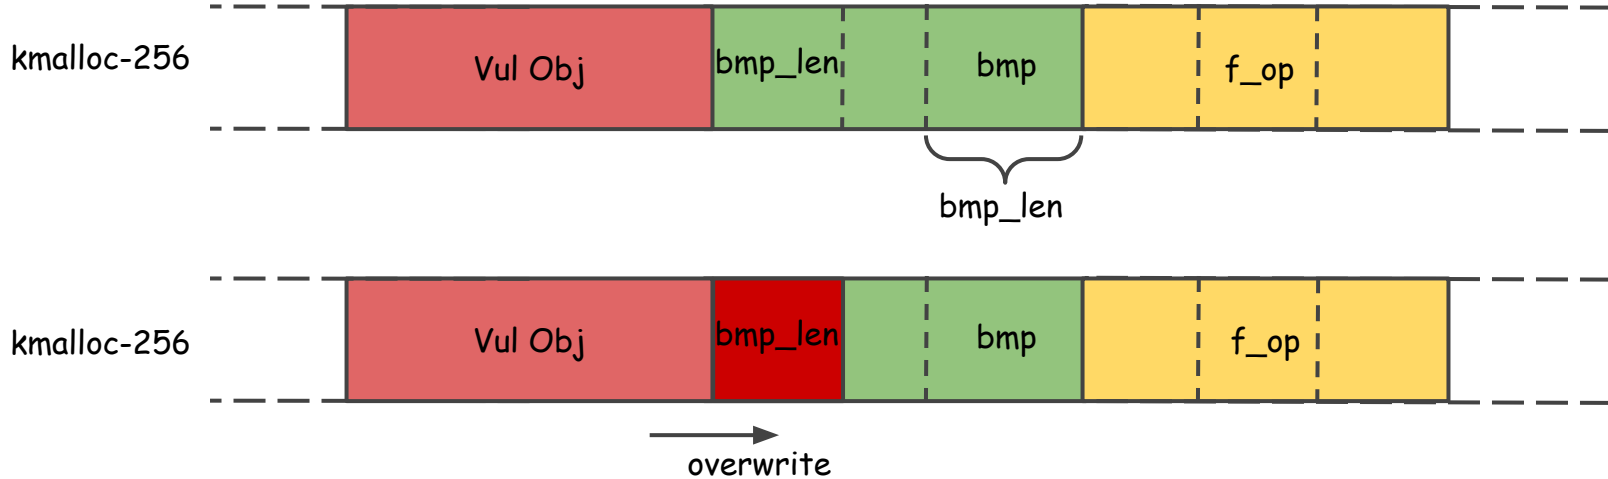 kmalloc-256
Vul Obj
bmp_len
bmp
f_op
bmp_len
kmalloc-256
Vul Obj
bmp_len
bmp
f_op
overwrite